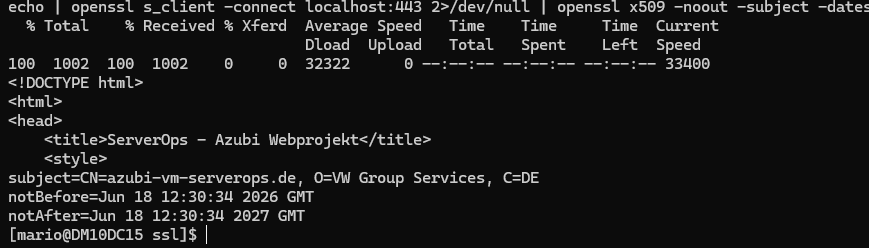 echo | openssl s_client -connect localhost:443 2>/dev/null | openssl x509 -noout -subject -dates
  % Total    % Received % Xferd  Average Speed   Time    Time     Time  Current
                                 Dload  Upload   Total   Spent    Left  Speed
100  1002  100  1002    0     0  32322      0 --:--:-- --:--:-- --:--:-- 33400
<!DOCTYPE html>
<html>
<head>
    <title>ServerOps - Azubi Webprojekt</title>
    <style>
subject=CN=azubi-vm-serverops.de, O=VW Group Services, C=DE
notBefore=Jun 18 12:30:34 2026 GMT
notAfter=Jun 18 12:30:34 2027 GMT
[mario@DM10DC15 ssl]$